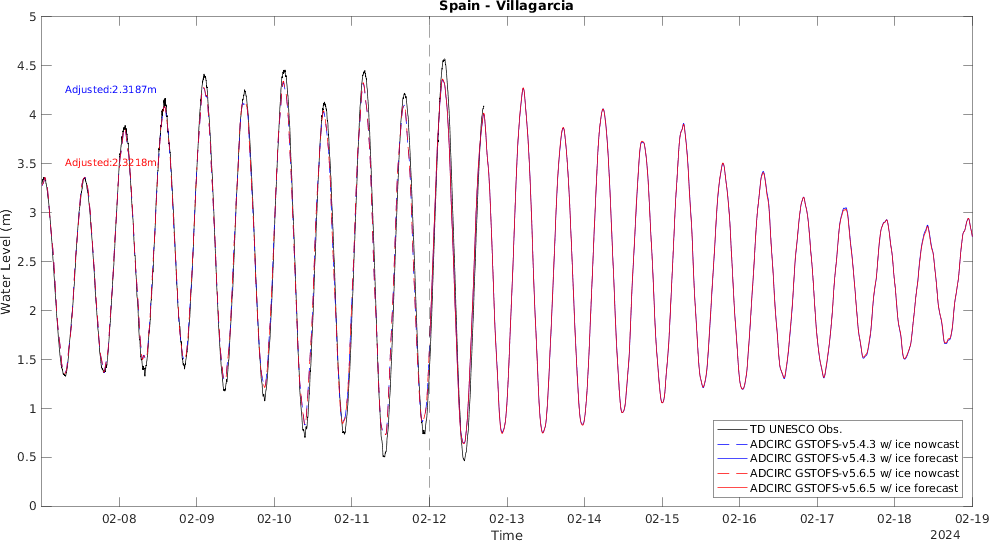 Spain - Villagarcia
5
4.5
4
3.5
3
2.5
2
1.5
1
0.5
0
Water Level (m)
Adjusted:2.3187m
Adjusted:2.3218m
TD UNESCO Obs.
ADCIRC GSTOFS-v5.4.3 w/ ice nowcast
ADCIRC GSTOFS-v5.4.3 w/ ice forecast
ADCIRC GSTOFS-v5.6.5 w/ ice nowcast
ADCIRC GSTOFS-v5.6.5 w/ ice forecast
02-08 02-09 02-10 02-11 02-12 02-13 02-14 02-15 02-16 02-17 02-18 02-19
Time
2024